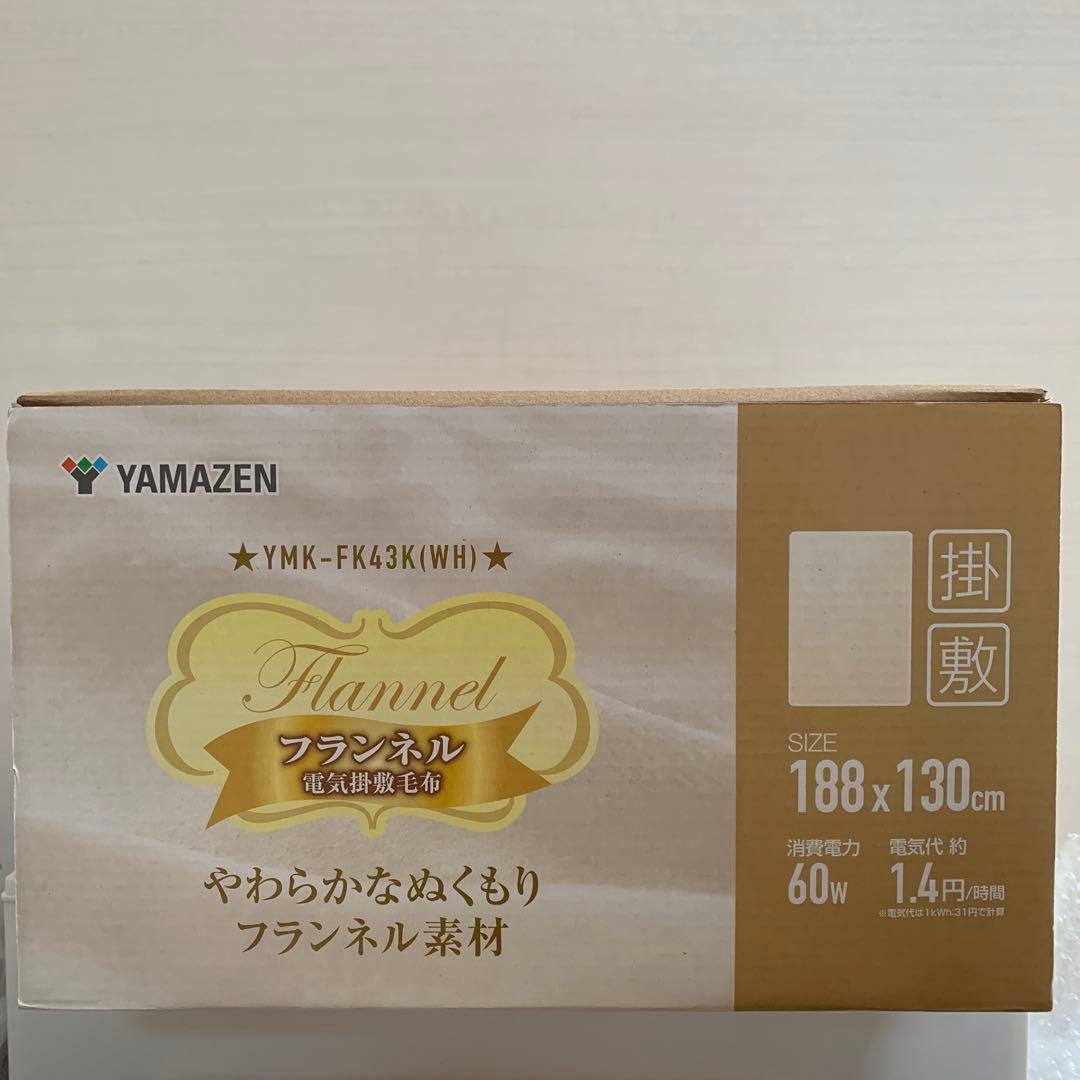 YAMAZEN
★YMK-FK43K(WH)★
Flannel
フランネル
電気掛敷毛布
やわらかなぬくもり
フランネル素材
掛
敷
SIZE
188x130cm
消費電力
60W
電気代 約
1.4円/時間
※電気代は1kWh:31円で計算